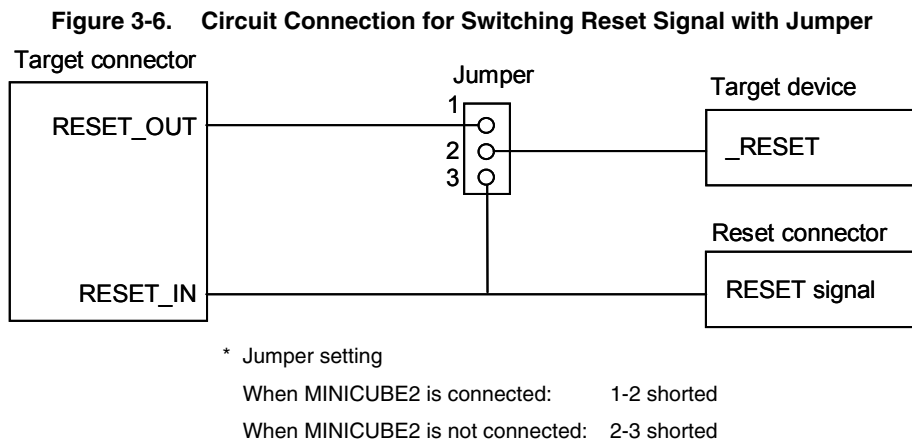 Figure 3-6. Circuit Connection for Switching Reset Signal with Jumper
Target connector
Jumper
Target device
1
RESET_OUT
2
_RESET
3
Reset connector
RESET_IN
RESET signal
* Jumper setting
When MINICUBE2 is connected: 1-2 shorted
When MINICUBE2 is not connected: 2-3 shorted